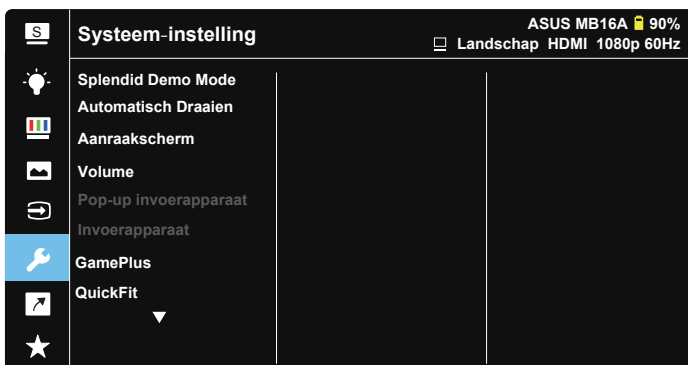 S
Systeem-instelling
ASUS MB16A 90%
Landschap HDMI 1080p 60Hz
Splendid Demo Mode
Automatisch Draaien
Aanraakscherm
Volume
Pop-up invoerapparaat
Invoerapparaat
GamePlus
QuickFit